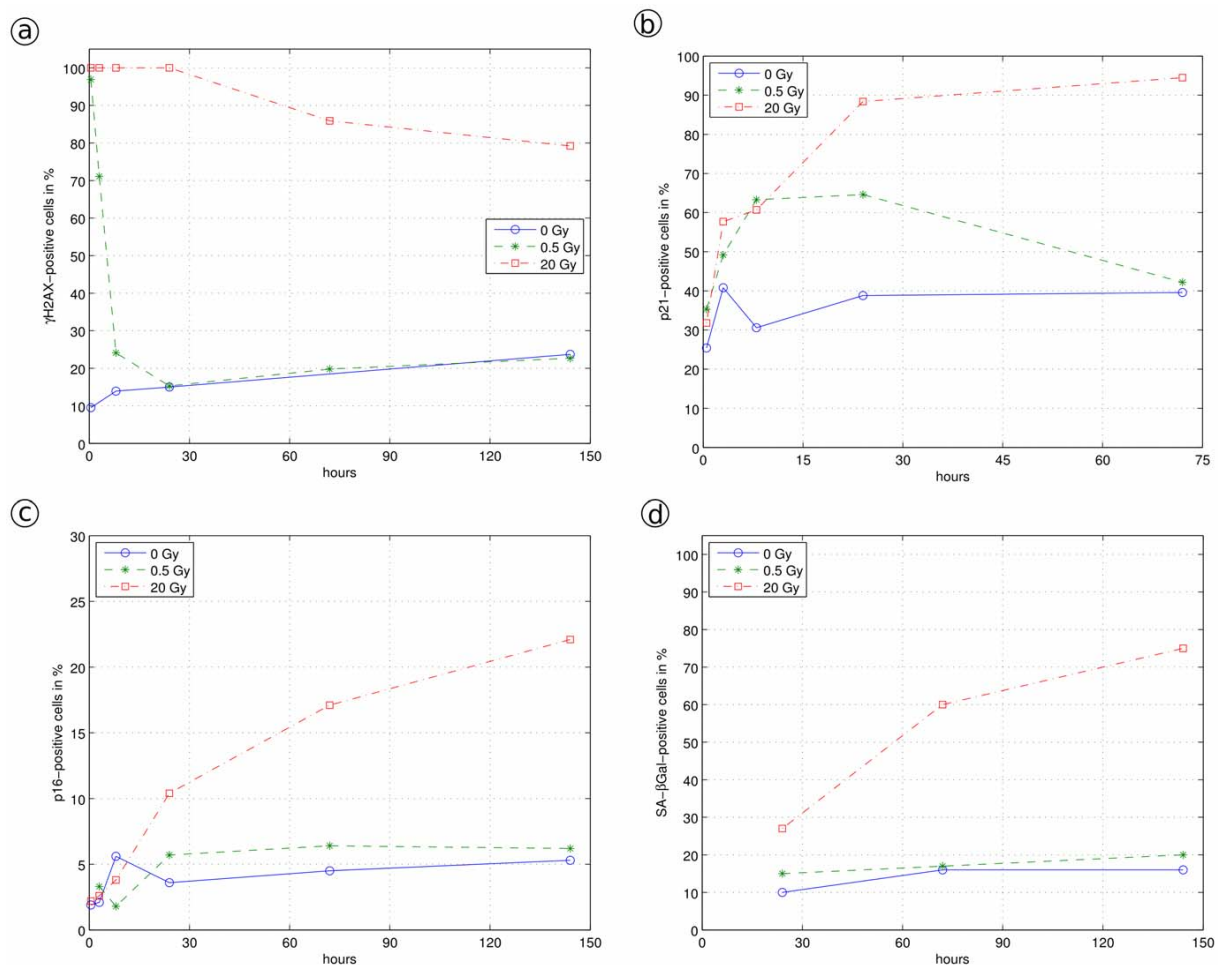 a
100
90
80
70
60
50
40
30
20
10
0
γH2AX-positive cells in %
0 Gy
0.5 Gy
20 Gy
0 30 60 90 120 150
hours
b
100
90
80
70
60
50
40
30
20
10
0
p21-positive cells in %
0 Gy
0.5 Gy
20 Gy
0 15 30 45 60 75
hours
c
30
25
20
15
10
5
0
p16-positive cells in %
0 Gy
0.5 Gy
20 Gy
0 30 60 90 120 150
hours
d
100
90
80
70
60
50
40
30
20
10
0
SA-βGal-positive cells in %
0 Gy
0.5 Gy
20 Gy
0 30 60 90 120 150
hours